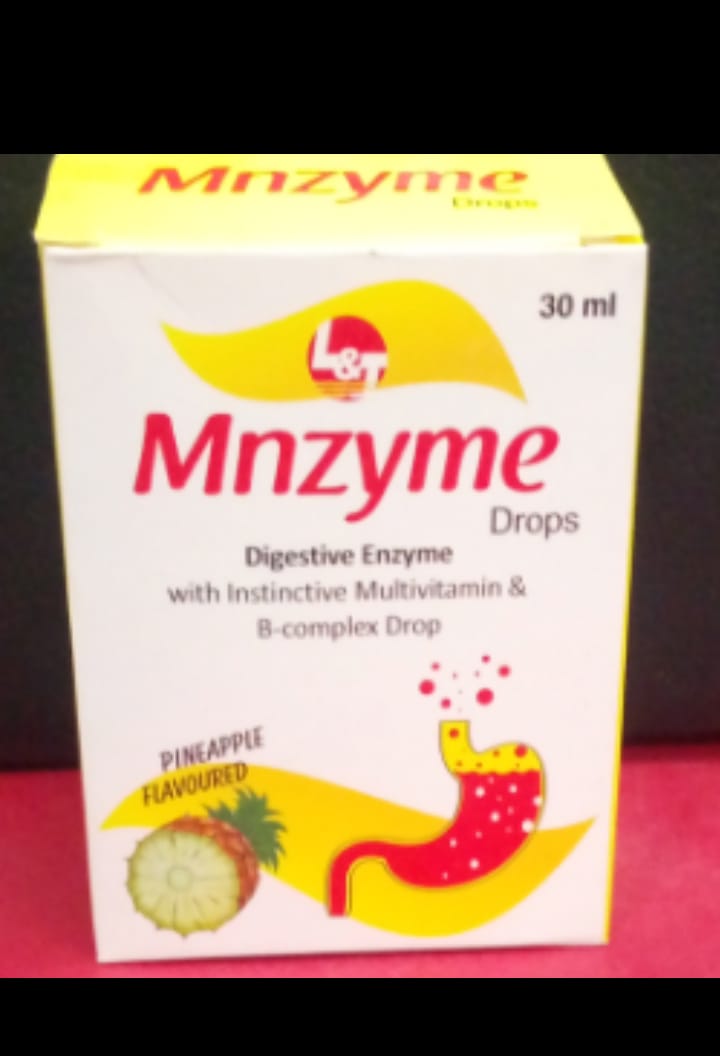 Mnzyme
Drops
30 ml
L&T
Mnzyme
Drops
Digestive Enzyme
with Instinctive Multivitamin &
B-complex Drop
PINEAPPLE
FLAVOURED